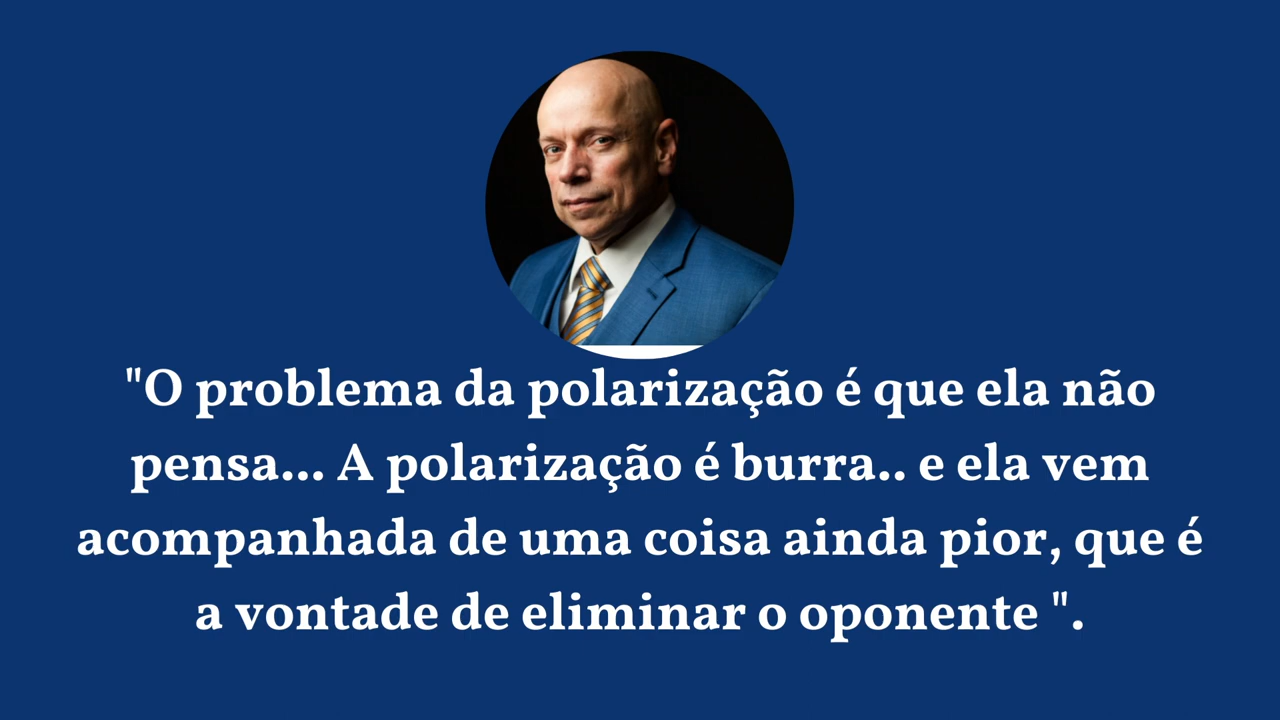 "O problema da polarização é que ela não
pensa... A polarização é burra.. e ela vem
acompanhada de uma coisa ainda pior, que é
a vontade de eliminar o oponente ".